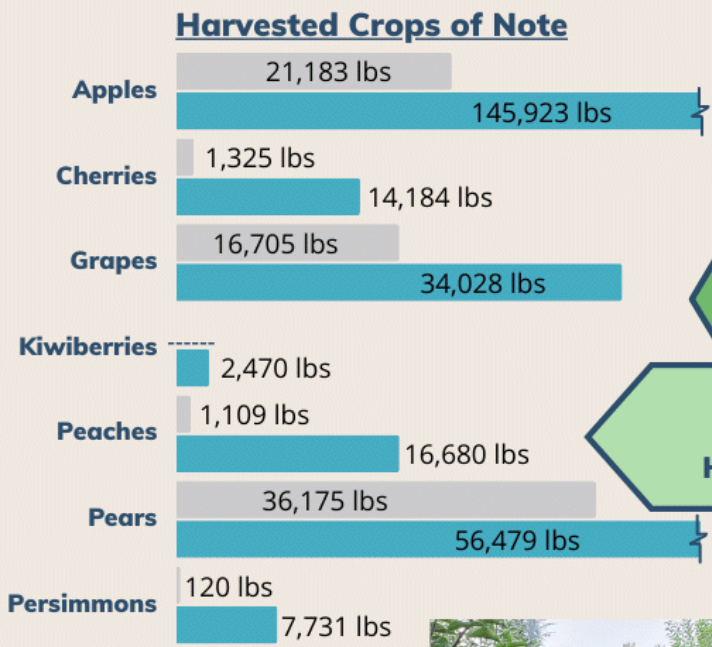 Harvested Crops of Note
Apples
21,183 lbs
145,923 lbs
Cherries
1,325 lbs
14,184 lbs
Grapes
16,705 lbs
34,028 lbs
Kiwiberries
2,470 lbs
Peaches
1,109 lbs
16,680 lbs
Pears
36,175 lbs
56,479 lbs
Persimmons
120 lbs
7,731 lbs